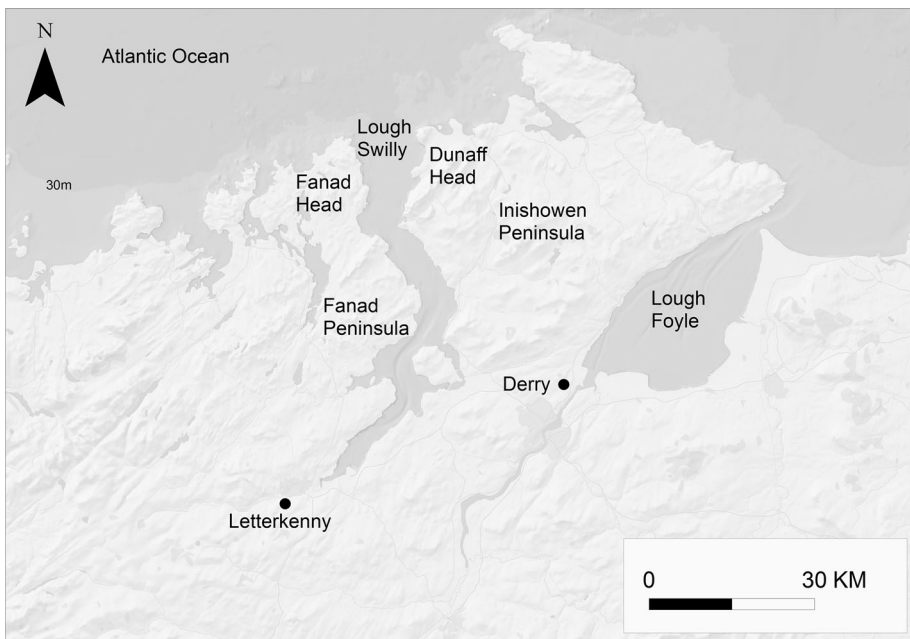 N
Atlantic Ocean
Lough
Swilly
Dunaff
Head
30m
Fanad
Head
Inishowen
Peninsula
Fanad
Peninsula
Lough
Foyle
Derry
Letterkenny
0 30 KM